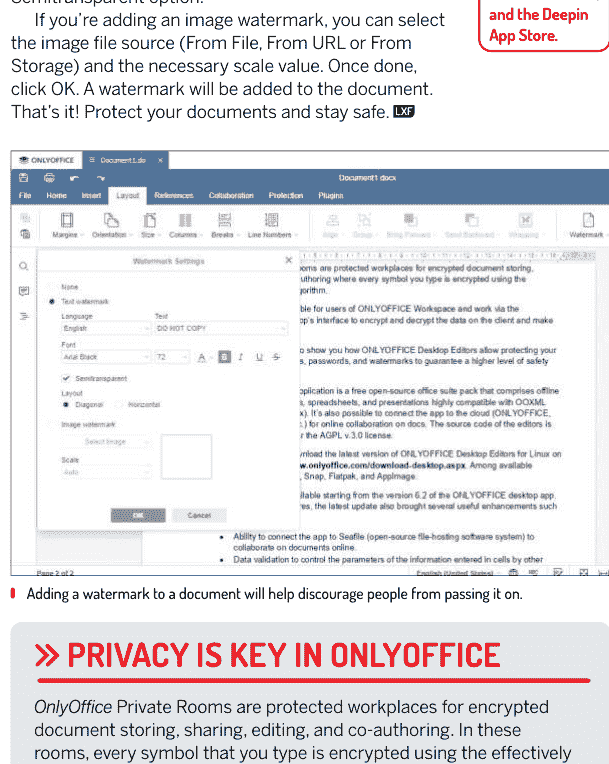 Semitransparent option.
and the Deepin
App Store.
If you're adding an image watermark, you can select
the image file source (From File, From URL or From
Storage) and the necessary scale value. Once done,
click OK. A watermark will be added to the document.
That's it! Protect your documents and stay safe. LXF
ONLYOFFICE Document1.do ×
Document1.docx
File Home Insert Layout References Collaboration Protection Plugins
Margins Orientation Size Columns Breaks Line Numbers Align Group Bring Forward Send Backward Wrapping Watermark
Watermark Settings ×
None
Text watermark
Language Text
English DO NOT COPY
Font
Arial Black 72 A B I U S
Semitransparent
Layout
Diagonal Horizontal
Image watermark
Select Image
Scale
Auto
OK Cancel
oms are protected workplaces for encrypted document storing,
uthoring where every symbol you type is encrypted using the
gorithm.
ble for users of ONLYOFFICE Workspace and work via the
op's interface to encrypt and decrypt the data on the client and make
o show you how ONLYOFFICE Desktop Editors allow protecting your
s, passwords, and watermarks to guarantee a higher level of safety
pplication is a free open-source office suite pack that comprises offline
, spreadsheets, and presentations highly compatible with OOXML
x). It's also possible to connect the app to the cloud (ONLYOFFICE,
.) for online collaboration on docs. The source code of the editors is
r the AGPL v.3.0 license.
wnload the latest version of ONLYOFFICE Desktop Editors for Linux on
w.onlyoffice.com/download-desktop.aspx. Among available
, Snap, Flatpak, and AppImage.
ilable starting from the version 6.2 of the ONLYOFFICE desktop app.
res, the latest update also brought several useful enhancements such
• Ability to connect the app to Seafile (open-source file-hosting software system) to
collaborate on documents online.
• Data validation to control the parameters of the information entered in cells by other
Page 2 of 2 English (United States)
Adding a watermark to a document will help discourage people from passing it on.
» PRIVACY IS KEY IN ONLYOFFICE
OnlyOffice Private Rooms are protected workplaces for encrypted
document storing, sharing, editing, and co-authoring. In these
rooms, every symbol that you type is encrypted using the effectively